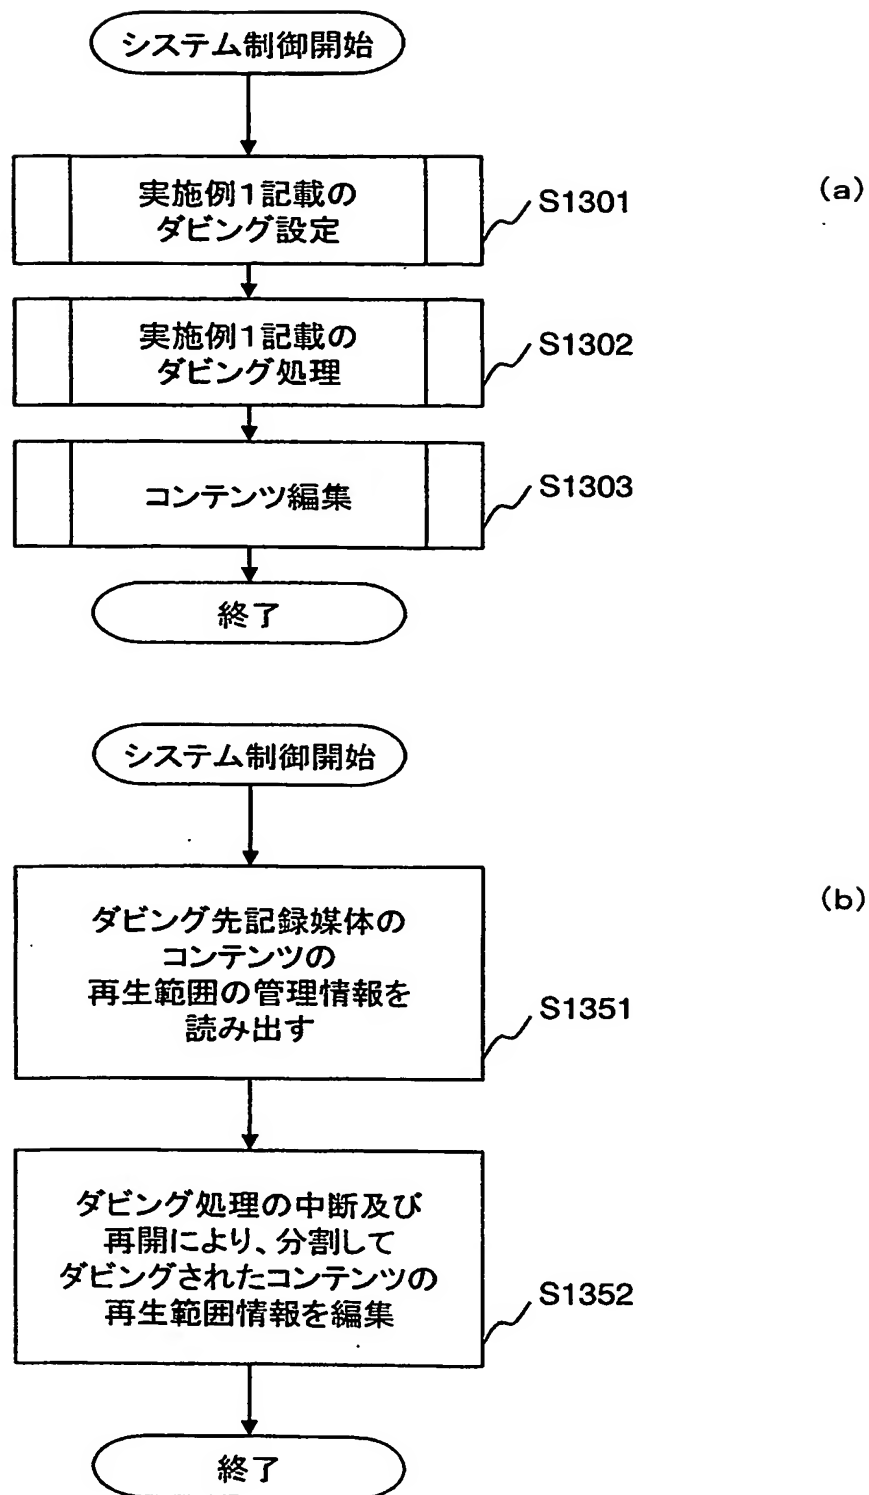 システム制御開始
実施例1記載の
ダビング設定
S1301
(a)
実施例1記載の
ダビング処理
S1302
コンテンツ編集
S1303
終了
システム制御開始
ダビング先記録媒体の
コンテンツの
再生範囲の管理情報を
読み出す
S1351
(b)
ダビング処理の中断及び
再開により、分割して
ダビングされたコンテンツの
再生範囲情報を編集
S1352
終了